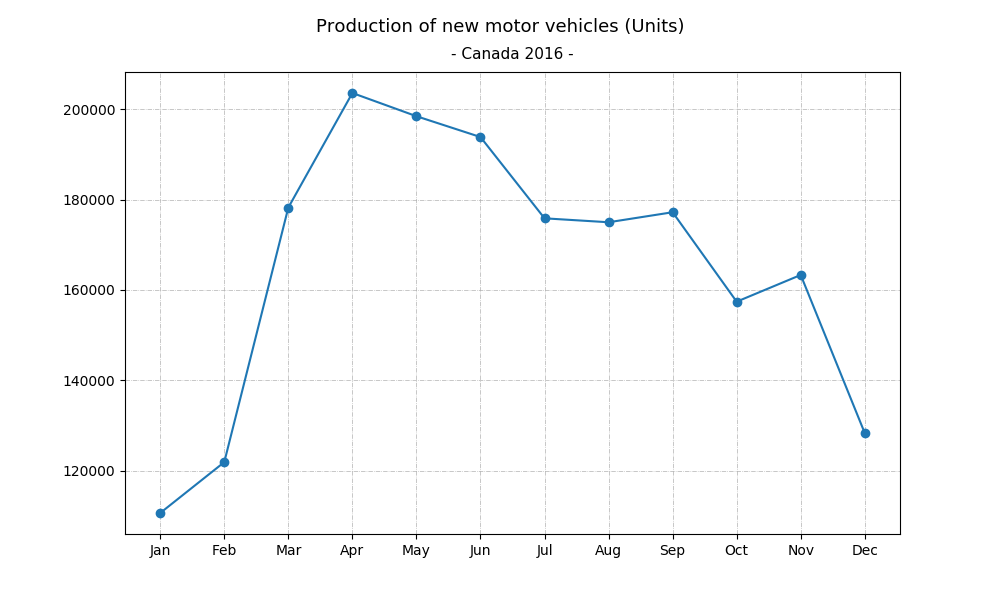 Production of new motor vehicles (Units)
- Canada 2016 -
200000
180000
160000
140000
120000
Jan Feb Mar Apr May Jun Jul Aug Sep Oct Nov Dec